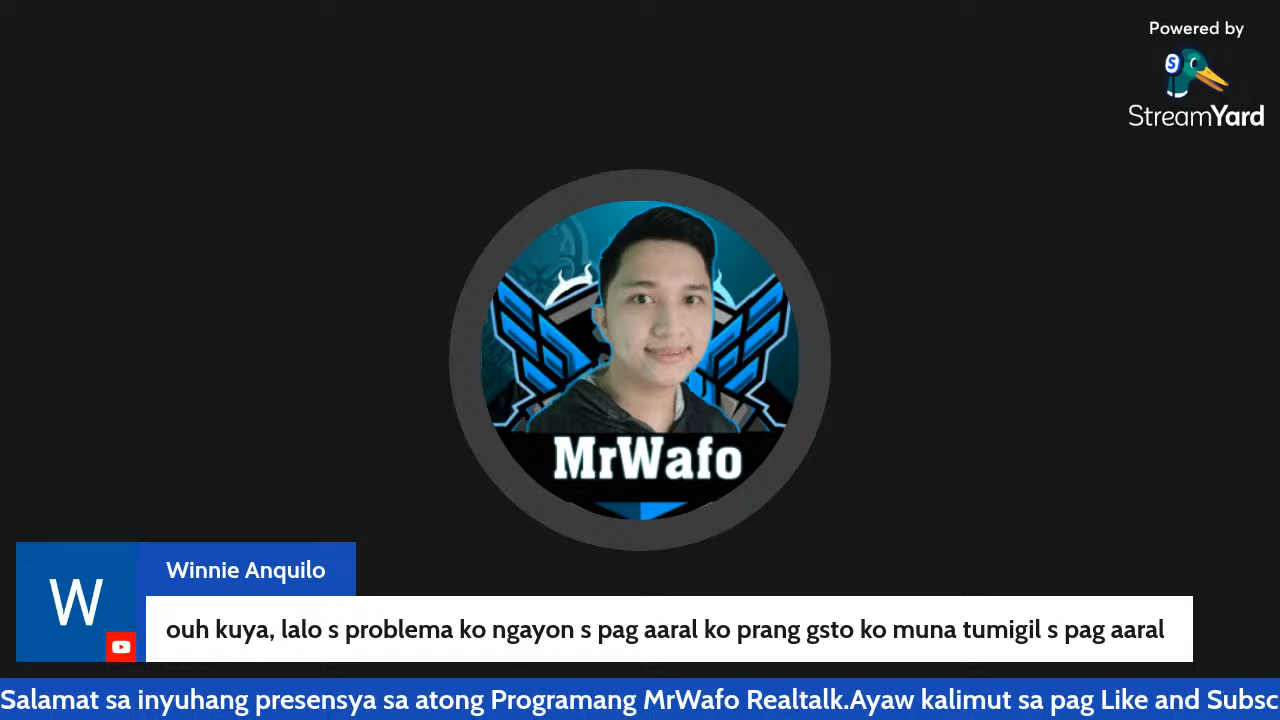 Powered by
S
StreamYard
MrWafo
W
Winnie Anquilo
ouh kuya, lalo s problema ko ngayon s pag aaral ko prang gsto ko muna tumigil s pag aaral
Salamat sa inyuhang presensya sa atong Programang MrWafo Realtalk.Ayaw kalimut sa pag Like and Subsc